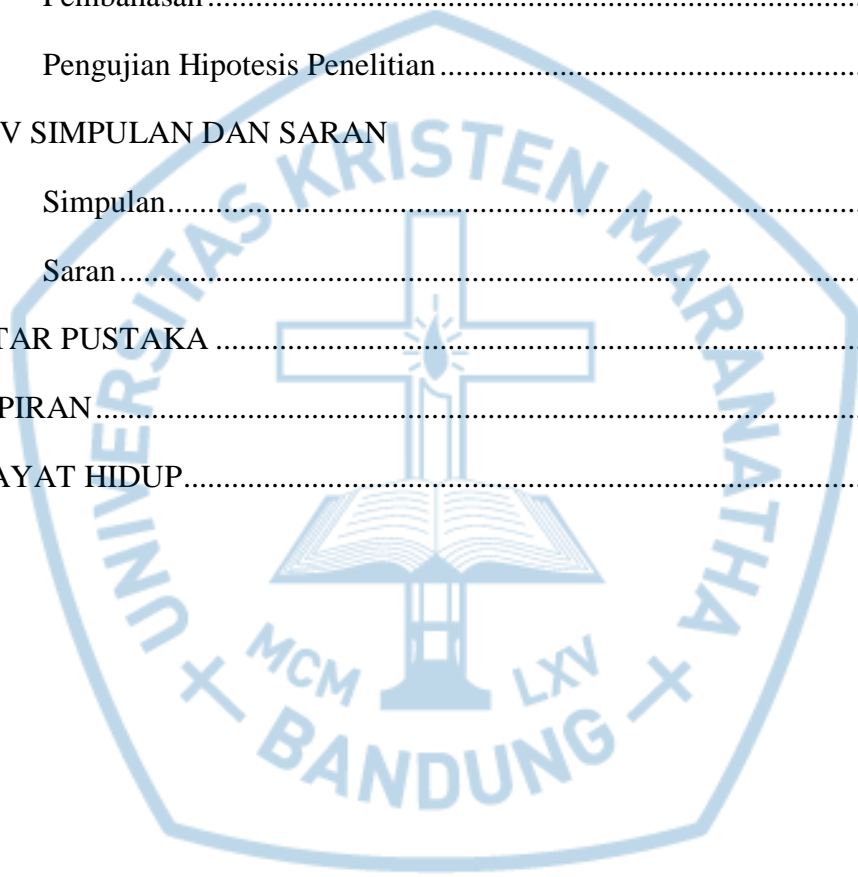 Pembahasan
Pengujian Hipotesis Penelitian
V SIMPULAN DAN SARAN
Simpulan
Saran
TAR PUSTAKA
PIRAN
AYAT HIDUP
UNIVERSITAS KRISTEN MARANATHA
MCM LXV
BANDUNG